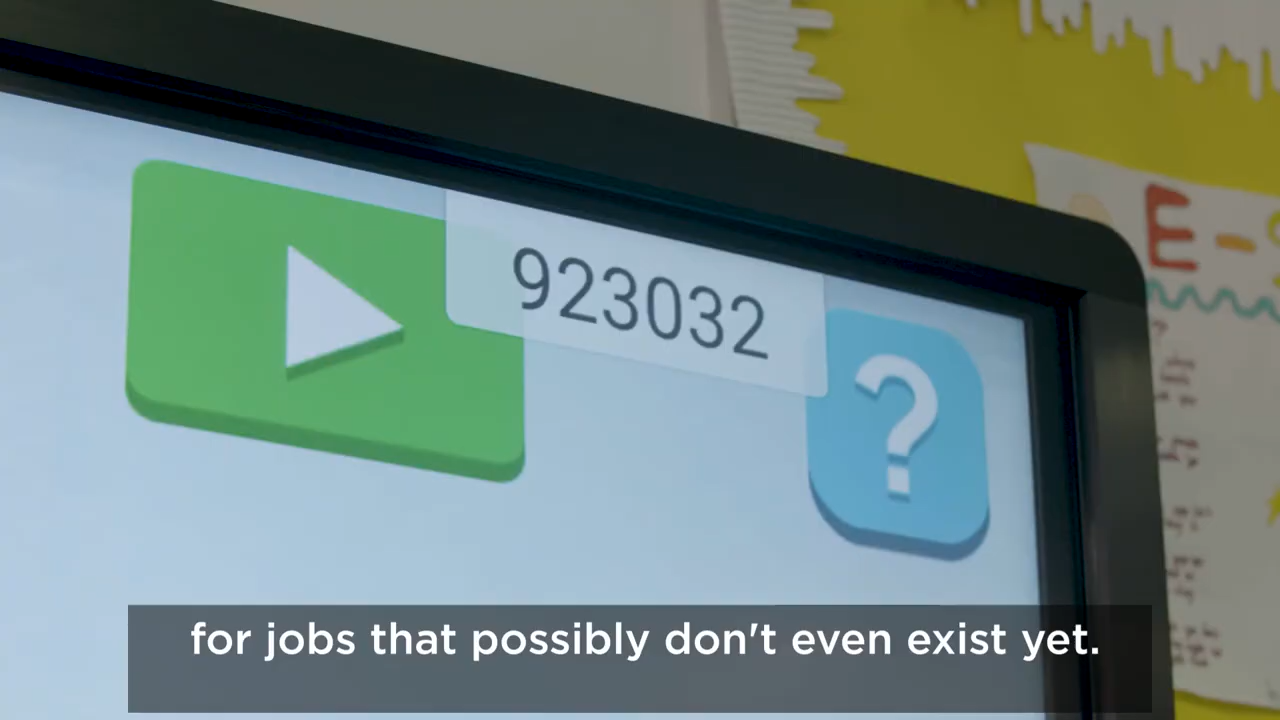 923032
?
E-
for jobs that possibly don't even exist yet.